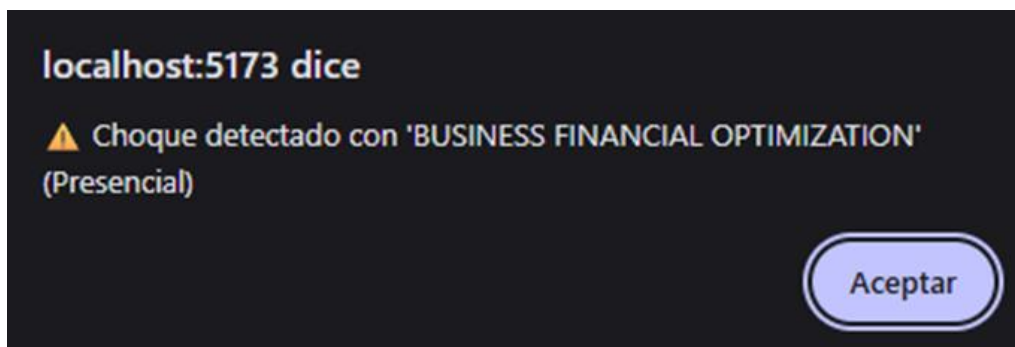 localhost:5173 dice
⚠ Choque detectado con 'BUSINESS FINANCIAL OPTIMIZATION'
(Presencial)
Aceptar